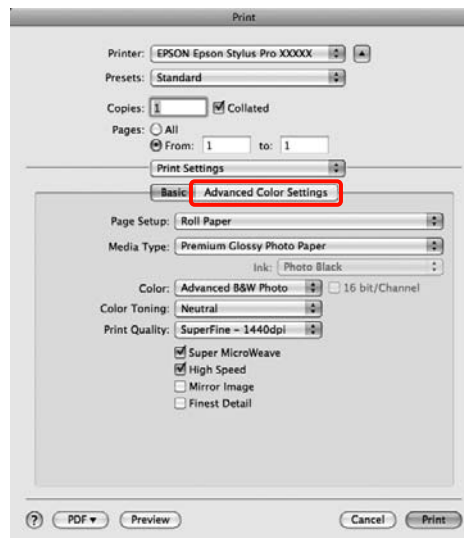 Print
Printer: EPSON Epson Stylus Pro XXXXX
Presets: Standard
Copies: 1 Collated
Pages: All
From: 1 to: 1
Print Settings
Basic Advanced Color Settings
Page Setup: Roll Paper
Media Type: Premium Glossy Photo Paper
Ink: Photo Black
Color: Advanced B&W Photo 16 bit/Channel
Color Toning: Neutral
Print Quality: SuperFine - 1440dpi
Super MicroWeave
High Speed
Mirror Image
Finest Detail
? PDF Preview Cancel Print